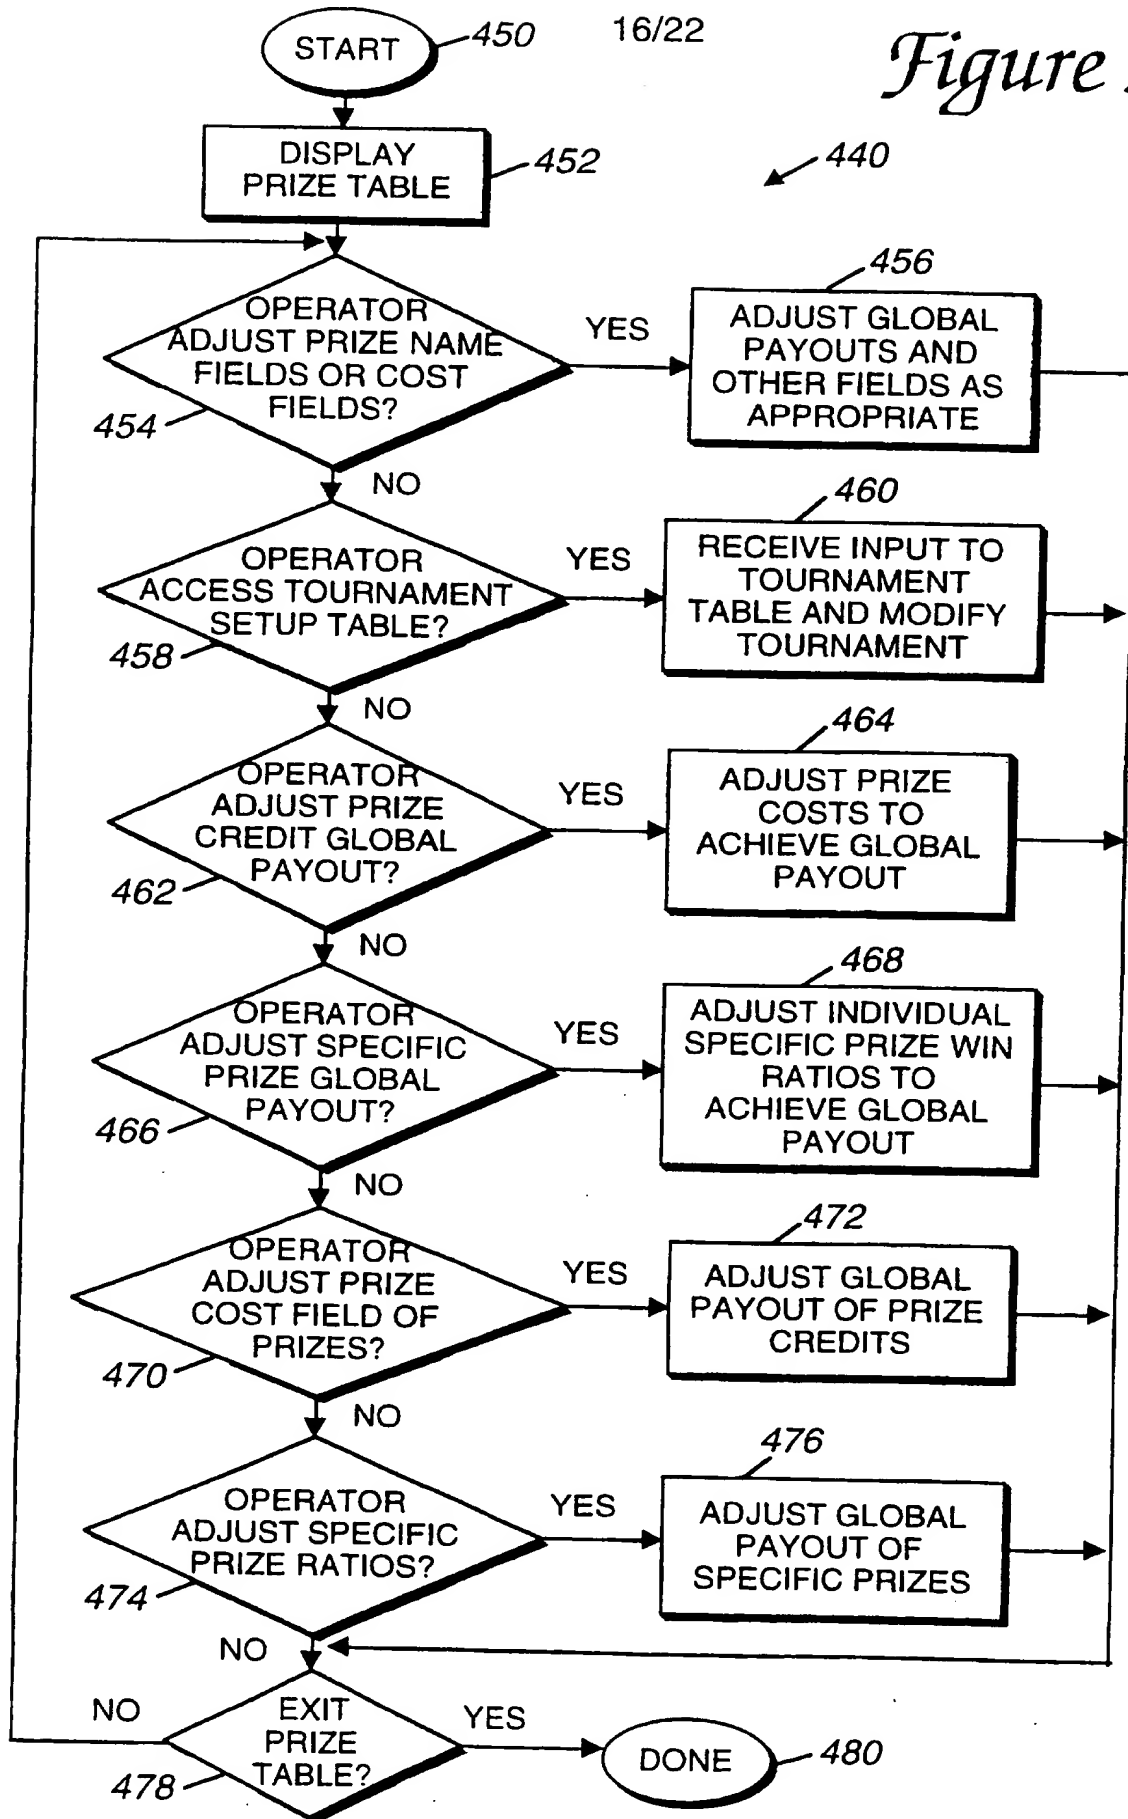 16/22
Figure
START
450
440
DISPLAY
PRIZE TABLE
452
OPERATOR
ADJUST PRIZE NAME
FIELDS OR COST
FIELDS?
454
YES
456
ADJUST GLOBAL
PAYOUTS AND
OTHER FIELDS AS
APPROPRIATE
NO
OPERATOR
ACCESS TOURNAMENT
SETUP TABLE?
458
YES
460
RECEIVE INPUT TO
TOURNAMENT
TABLE AND MODIFY
TOURNAMENT
NO
OPERATOR
ADJUST PRIZE
CREDIT GLOBAL
PAYOUT?
462
YES
464
ADJUST PRIZE
COSTS TO
ACHIEVE GLOBAL
PAYOUT
NO
OPERATOR
ADJUST SPECIFIC
PRIZE GLOBAL
PAYOUT?
466
YES
468
ADJUST INDIVIDUAL
SPECIFIC PRIZE WIN
RATIOS TO
ACHIEVE GLOBAL
PAYOUT
NO
OPERATOR
ADJUST PRIZE
COST FIELD OF
PRIZES?
470
YES
472
ADJUST GLOBAL
PAYOUT OF PRIZE
CREDITS
NO
OPERATOR
ADJUST SPECIFIC
PRIZE RATIOS?
474
YES
476
ADJUST GLOBAL
PAYOUT OF
SPECIFIC PRIZES
NO
EXIT
PRIZE
TABLE?
478
NO
YES
DONE
480